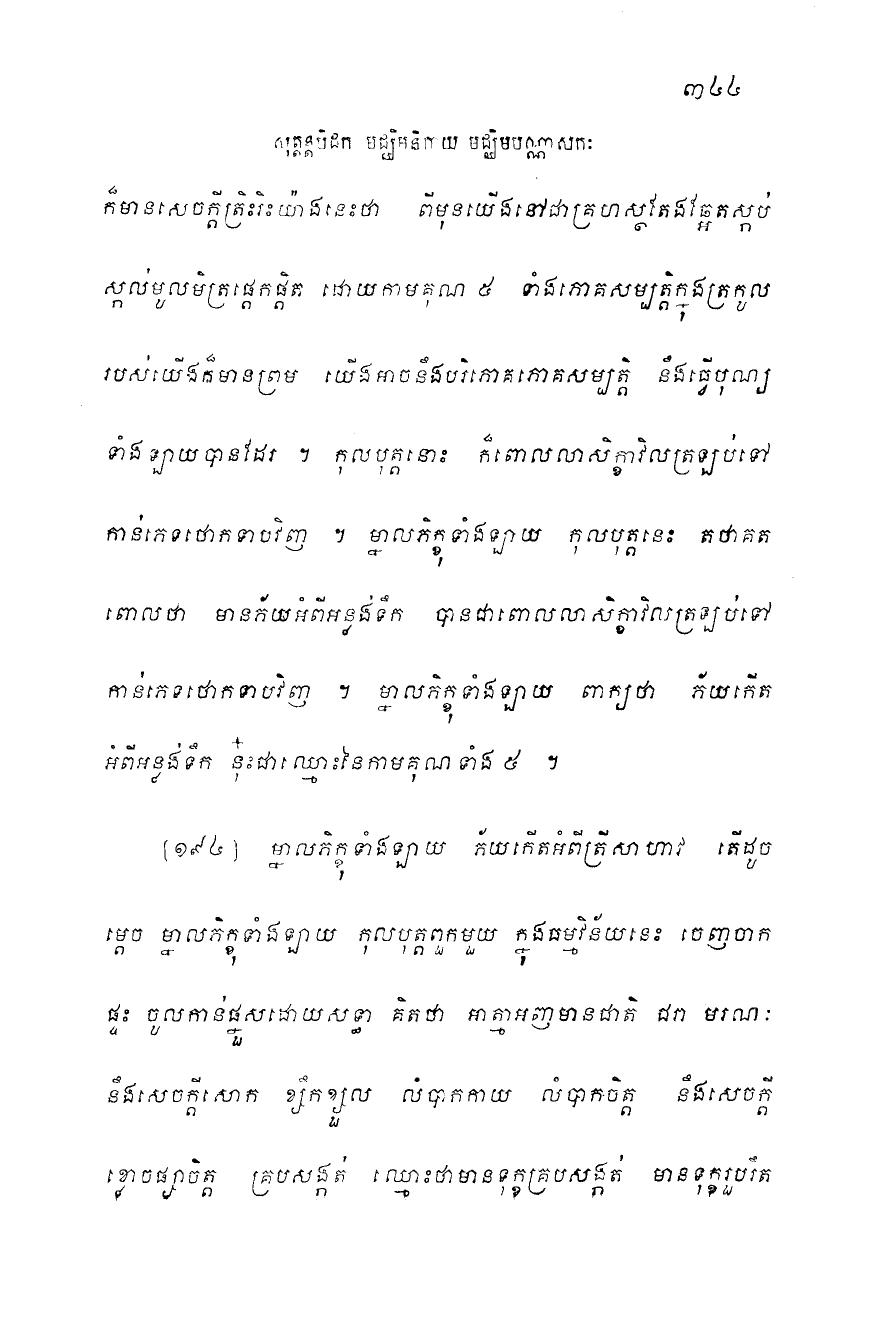 ៣៤៤
សុត្តន្តបិដក មជ្ឈិមនិកាយ មជ្ឈិមបណ្ណាសកៈ
ក៏មានសេចក្តីត្រិះរិះយ៉ាងនេះថា ពីមុនយើងនៅជាគ្រហស្ថតែងឆ្អែតស្តប់
ស្កល់មូលមិត្រផ្តេកផ្តិត ដោយកាមគុណ ៥ ទាំងភោគសម្បត្តិក្នុងត្រកូល
របស់យើងក៏មានព្រម យើងអាចនឹងបរិភោគភោគសម្បត្តិ នឹងធ្វើបុណ្យ
ទាំងឡាយបានដែរ ។ កុលបុត្តនោះ ក៏ពោលលាសិក្ខាវិលត្រឡប់ទៅ
កាន់ភេទថោកទាបវិញ ។ ម្នាលភិក្ខុទាំងឡាយ កុលបុត្តនេះ តថាគត
ពោលថា មានភ័យអំពីអន្លង់ទឹក បានជាពោលលាសិក្ខាវិលត្រឡប់ទៅ
កាន់ភេទថោកទាបវិញ ។ ម្នាលភិក្ខុទាំងឡាយ ពាក្យថា ភ័យកើត
អំពីអន្លង់ទឹក នុ៎ះជាឈ្មោះនៃកាមគុណ ទាំង ៥ ។
[១៩៤] ម្នាលភិក្ខុទាំងឡាយ ភ័យកើតអំពីត្រីសាហាវ តើដូច
ម្តេច ម្នាលភិក្ខុទាំងឡាយ កុលបុត្តពួកមួយ ក្នុងធម្មវិន័យនេះ ចេញចាក
ផ្ទះ ចូលកាន់ផ្នួសដោយសទ្ធា គិតថា អាត្មាអញមានជាតិ ជរា មរណៈ
នឹងសេចក្តីសោក ខ្សឹកខ្សួល លំបាកកាយ លំបាកចិត្ត នឹងសេចក្តី
ខ្ទោចផ្សាចិត្ត គ្របសង្កត់ ឈ្មោះថាមានទុក្ខគ្របសង្កត់ មានទុក្ខរួបរឹត